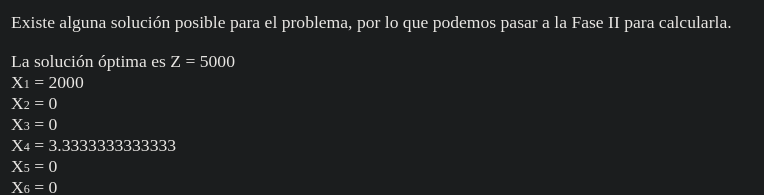 Existe alguna solución posible para el problema, por lo que podemos pasar a la Fase II para calcularla.
La solución óptima es Z = 5000
X1 = 2000
X2 = 0
X3 = 0
X4 = 3.3333333333333
X5 = 0
X6 = 0